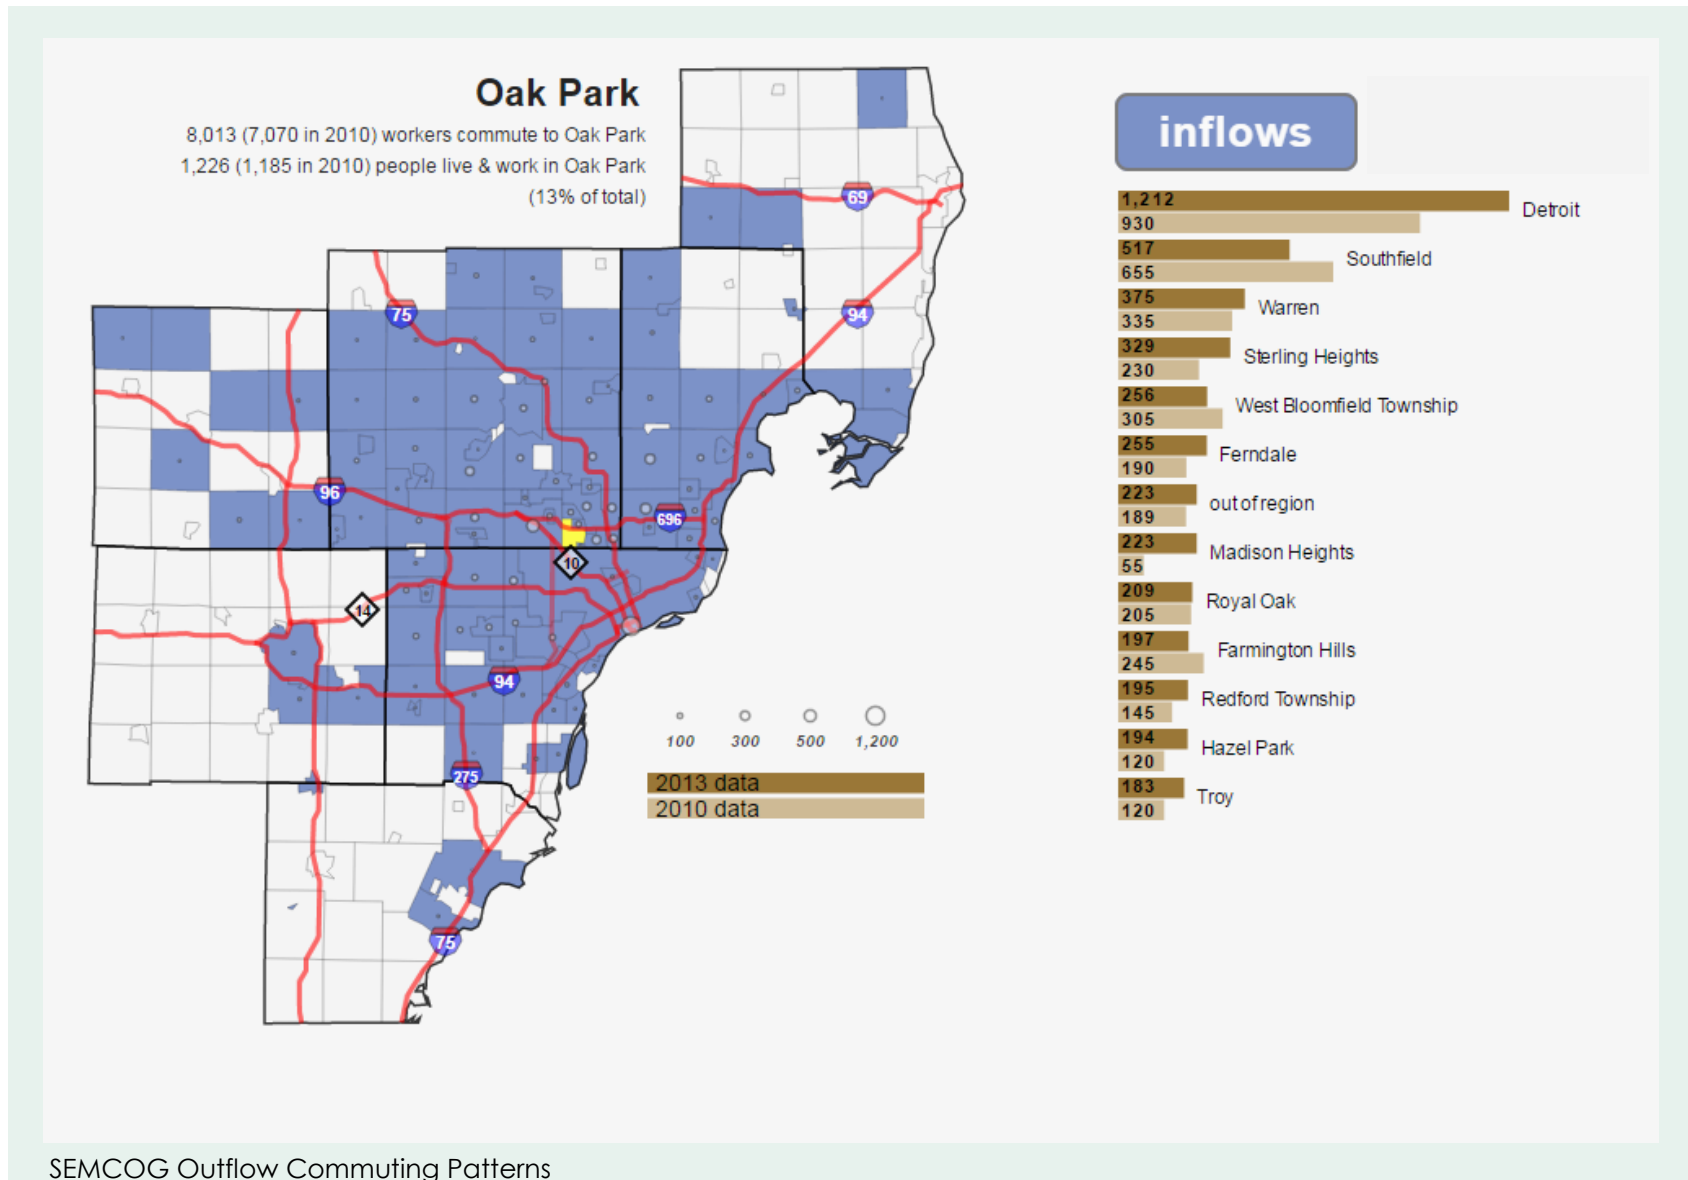 Oak Park
8,013 (7,070 in 2010) workers commute to Oak Park
1,226 (1,185 in 2010) people live & work in Oak Park
(13% of total)
69
75
94
96
696
10
14
94
275
75
100 300 500 1,200
2013 data
2010 data
inflows
1,212 Detroit
930
517 Southfield
655
375 Warren
335
329 Sterling Heights
230
256 West Bloomfield Township
305
255 Ferndale
190
223 out of region
189
223 Madison Heights
55
209 Royal Oak
205
197 Farmington Hills
245
195 Redford Township
145
194 Hazel Park
120
183 Troy
120
SEMCOG Outflow Commuting Patterns